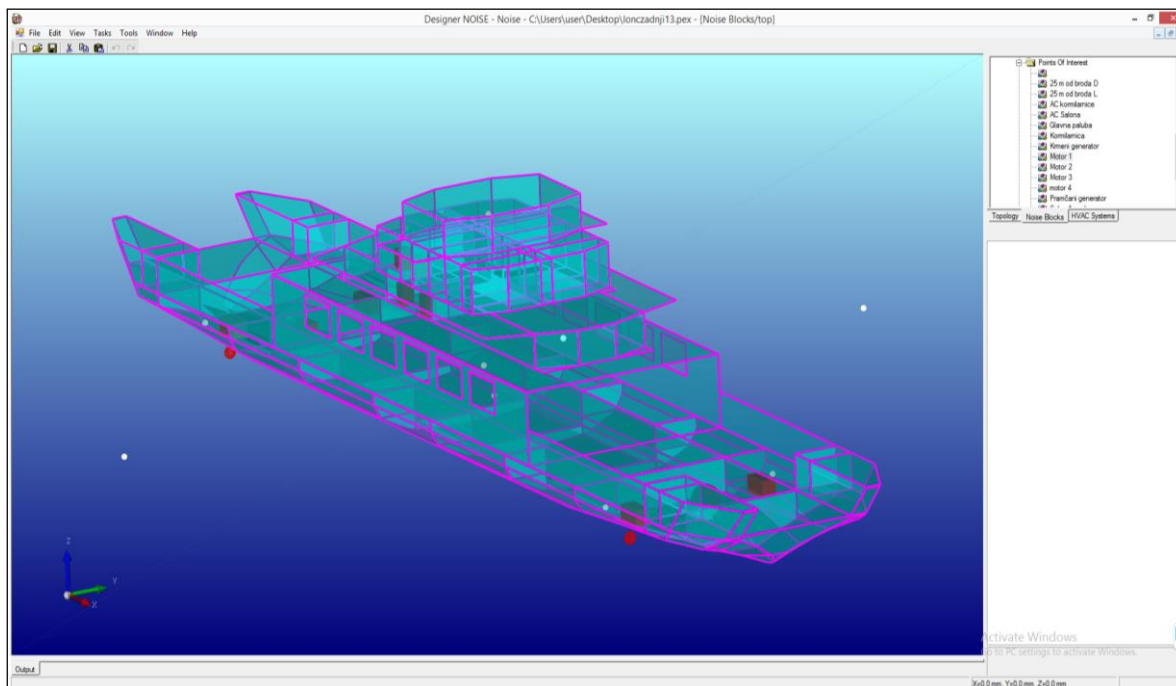 Designer NOISE - Noise - C:\Users\user\Desktop\lonczadnji13.pex - [Noise Blocks/top]
File Edit View Tasks Tools Window Help
Points Of Interest
25 m od broda D
25 m od broda L
AC kormilarnice
AC Salona
Glavna paluba
Kormilarnica
Krmeni generator
Motor 1
Motor 2
Motor 3
motor 4
Pramčani generator
Topology Noise Blocks HVAC Systems
Z
Y
X
Activate Windows
Go to PC settings to activate Windows.
Output
X=0.0 mm, Y=0.0 mm, Z=0.0 mm